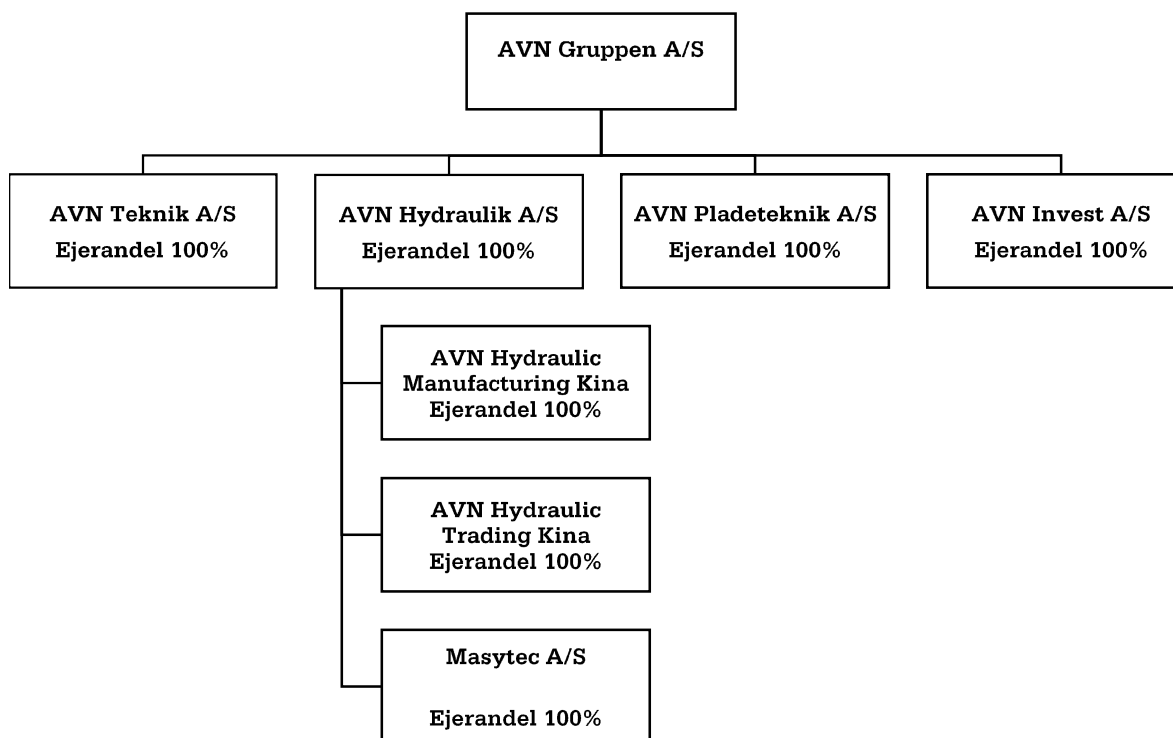 AVN Gruppen A/S
AVN Teknik A/S
Ejerandel 100%
AVN Hydraulik A/S
Ejerandel 100%
AVN Pladeteknik A/S
Ejerandel 100%
AVN Invest A/S
Ejerandel 100%
AVN Hydraulic
Manufacturing Kina
Ejerandel 100%
AVN Hydraulic
Trading Kina
Ejerandel 100%
Masytec A/S
Ejerandel 100%